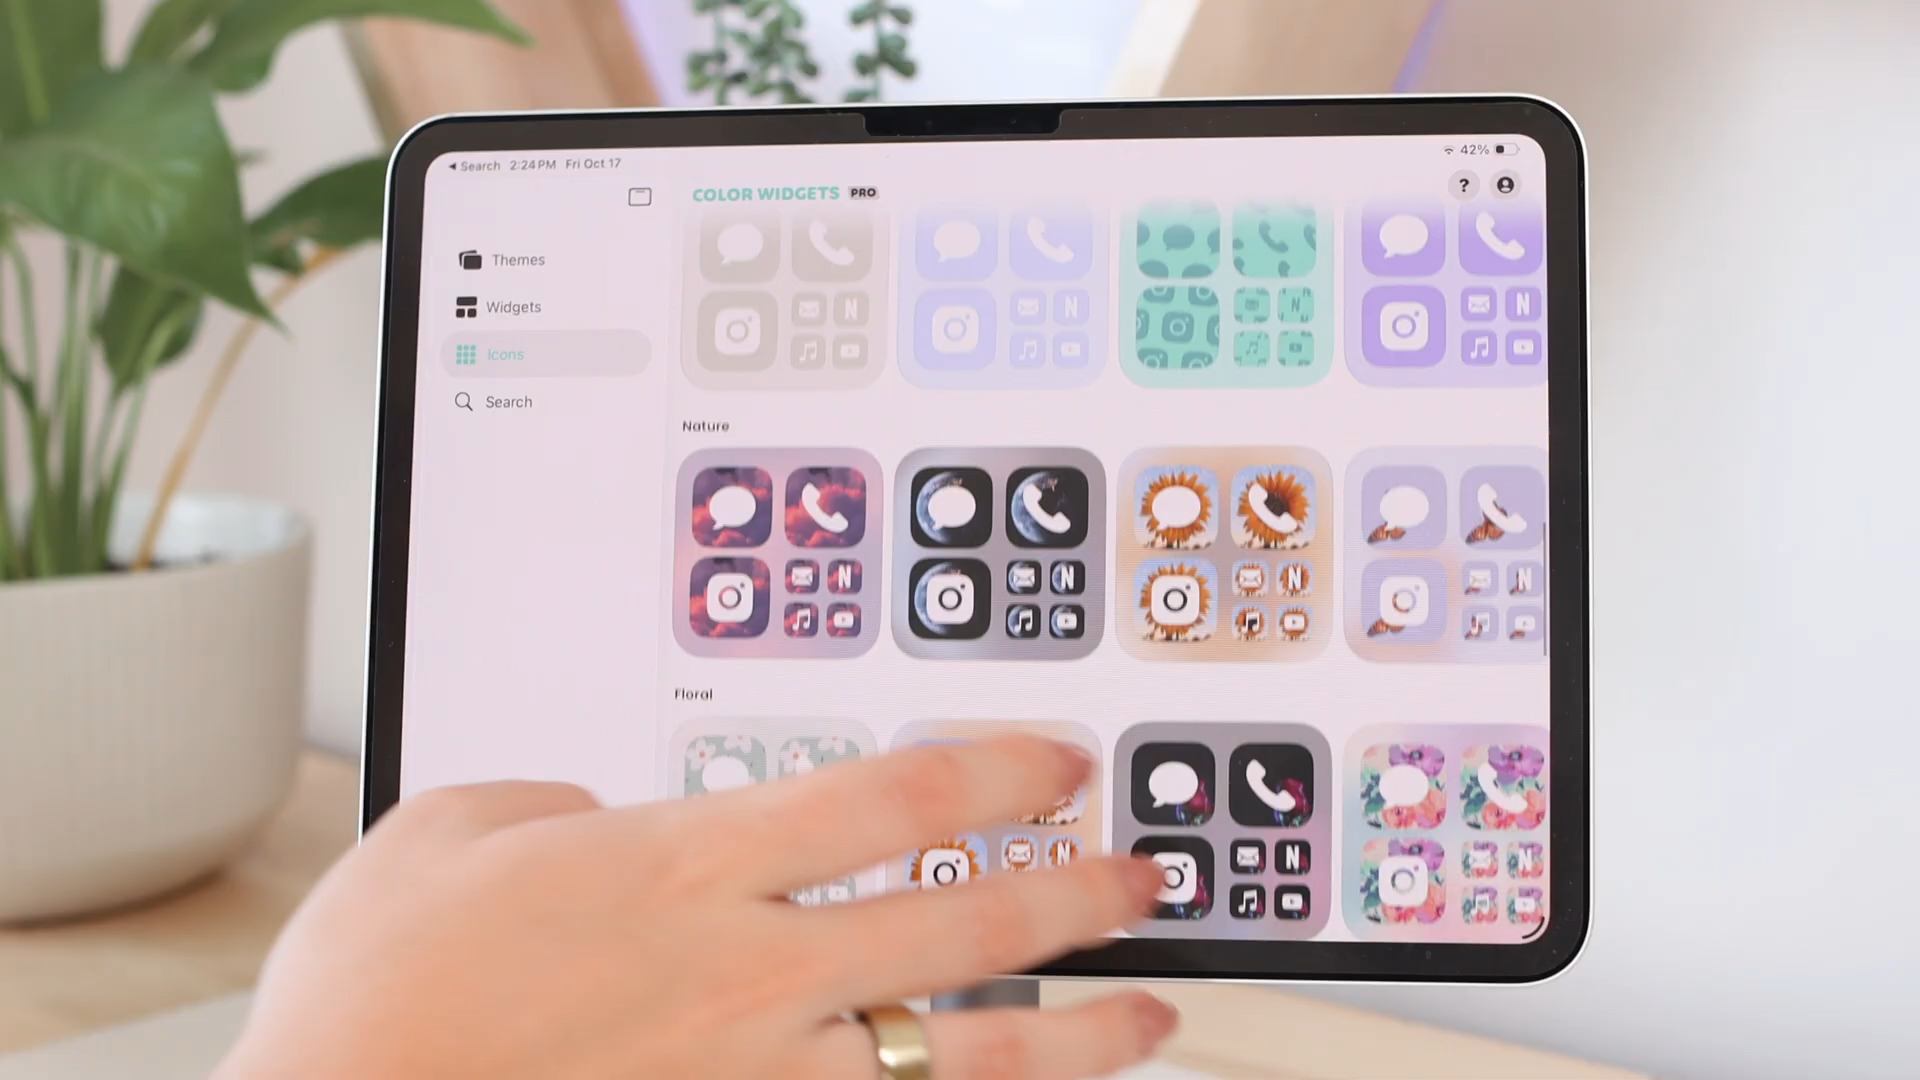 Search 2:24 PM Fri Oct 17
42%
COLOR WIDGETS PRO
?
Themes
Widgets
Icons
Search
N
N
N
N
Nature
N
N
N
N
Floral
N
N
N